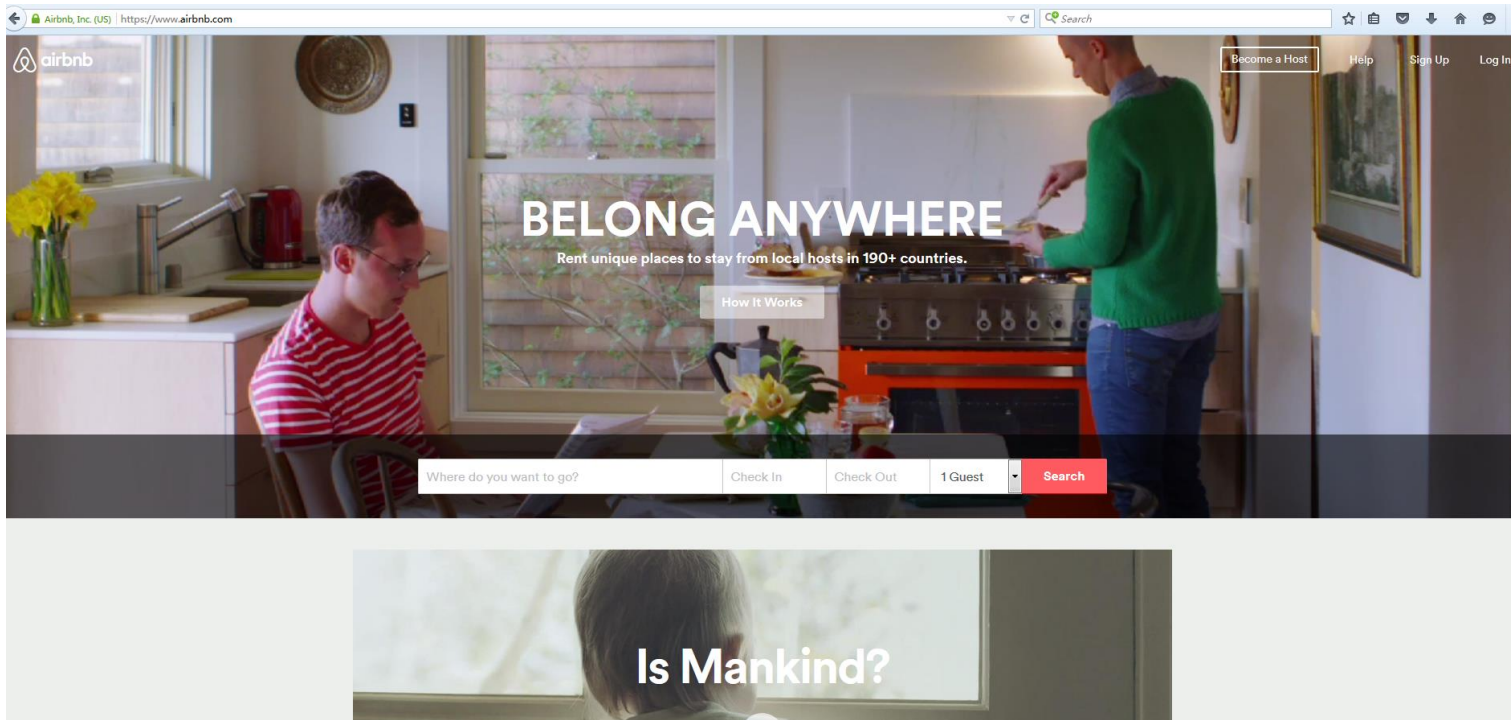 Airbnb, Inc. (US) https://www.airbnb.com
Search
airbnb
Become a Host
Help
Sign Up
Log In
BELONG ANYWHERE
Rent unique places to stay from local hosts in 190+ countries.
How It Works
Where do you want to go?
Check In
Check Out
1 Guest
Search
Is Mankind?